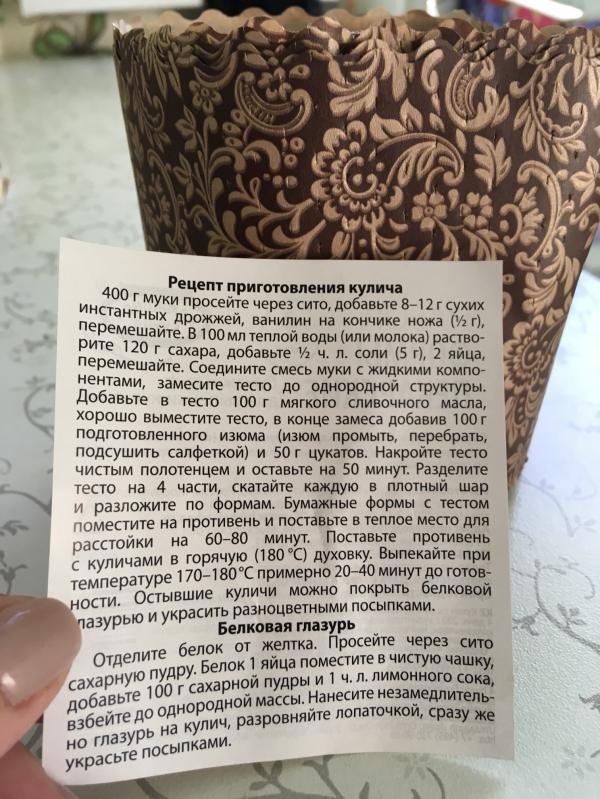 Рецепт приготовления кулича
400 г муки просейте через сито, добавьте 8–12 г сухих
инстантных дрожжей, ванилин на кончике ножа (½ г),
перемешайте. В 100 мл теплой воды (или молока) раство-
рите 120 г сахара, добавьте ½ ч. л. соли (5 г), 2 яйца,
перемешайте. Соедините смесь муки с жидкими компо-
нентами, замесите тесто до однородной структуры.
Добавьте в тесто 100 г мягкого сливочного масла,
хорошо вымесите тесто, в конце замеса добавив 100 г
подготовленного изюма (изюм промыть, перебрать,
подсушить салфеткой) и 50 г цукатов. Накройте тесто
чистым полотенцем и оставьте на 50 минут. Разделите
тесто на 4 части, скатайте каждую в плотный шар
и разложите по формам. Бумажные формы с тестом
поместите на противень и поставьте в теплое место для
расстойки на 60–80 минут. Поставьте противень
с куличами в горячую (180 °C) духовку. Выпекайте при
температуре 170–180 °C примерно 20–40 минут до готов-
ности. Остывшие куличи можно покрыть белковой
глазурью и украсить разноцветными посыпками.
Белковая глазурь
Отделите белок от желтка. Просейте через сито
сахарную пудру. Белок 1 яйца поместите в чистую чашку,
добавьте 100 г сахарной пудры и 1 ч. л. лимонного сока,
взбейте до однородной массы. Нанесите незамедлитель-
но глазурь на кулич, разровняйте лопаточкой, сразу же
украсьте посыпками.